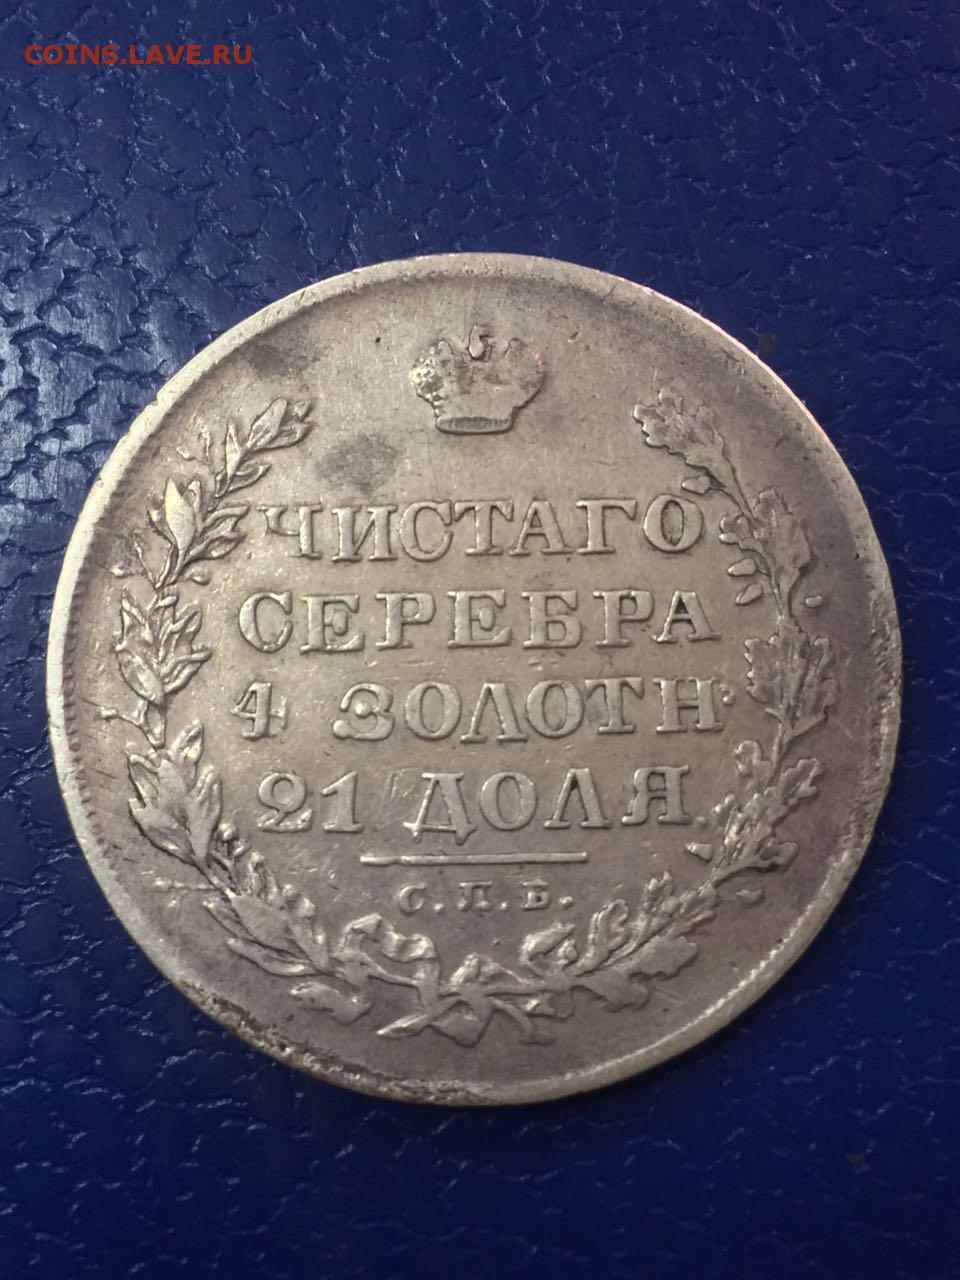 COINS.LAVE.RU
ЧИСТАГО
СЕРЕБРА
4 ЗОЛОТН·
21 ДОЛЯ
С.П.Б.